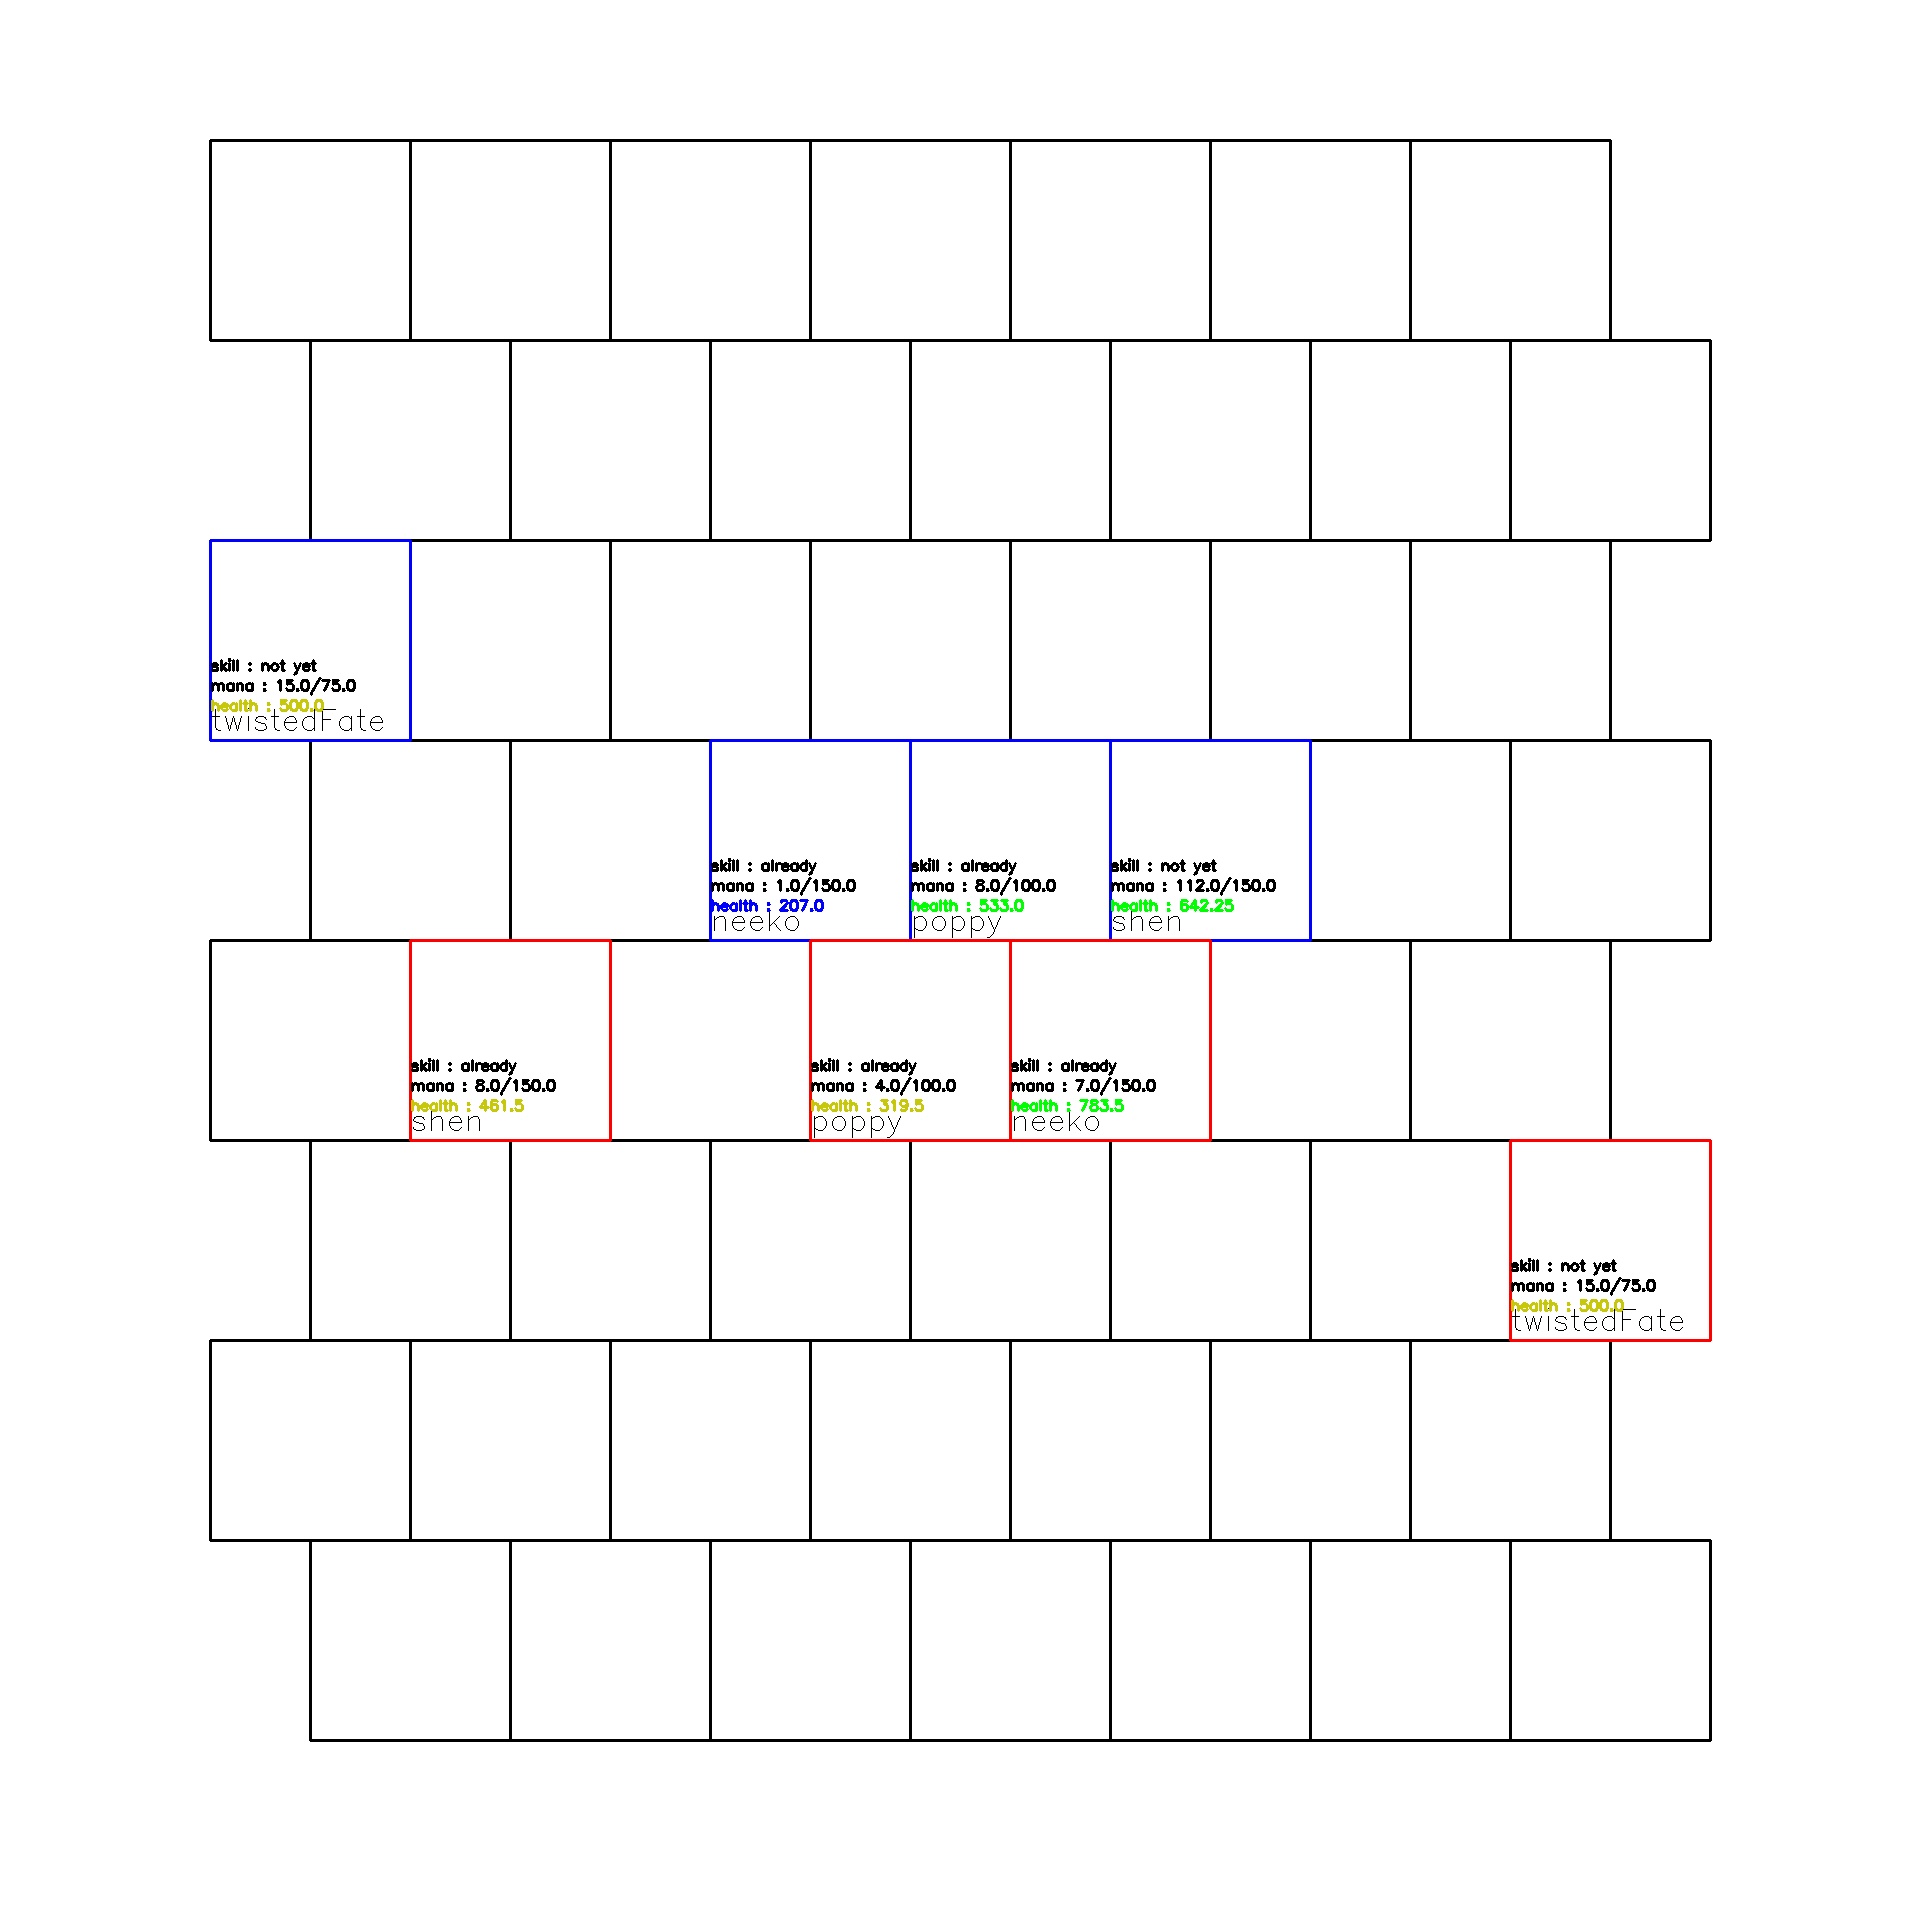 skill : not yet
mana : 15.0/75.0
health : 500.0
twistedFate
skill : already
mana : 1.0/150.0
health : 207.0
neeko
skill : already
mana : 8.0/100.0
health : 533.0
poppy
skill : not yet
mana : 112.0/150.0
health : 642.25
shen
skill : already
mana : 8.0/150.0
health : 461.5
shen
skill : already
mana : 4.0/100.0
health : 319.5
poppy
skill : already
mana : 7.0/150.0
health : 783.5
neeko
skill : not yet
mana : 15.0/75.0
health : 500.0
twistedFate